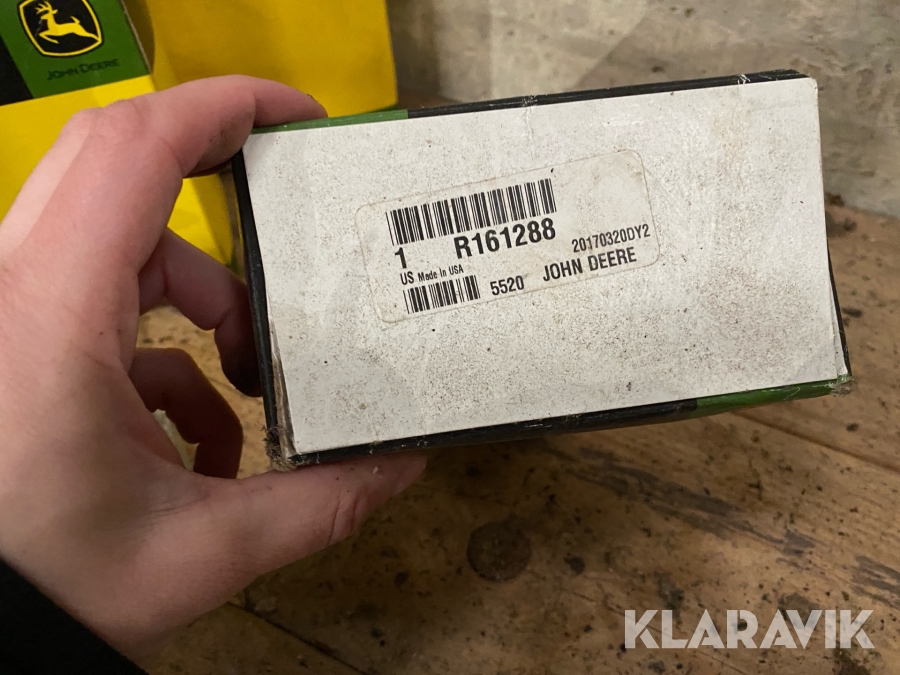 JOHN DEERE
1 R161288
20170320DY2
US Made In USA
5520 JOHN DEERE
KLARAVIK